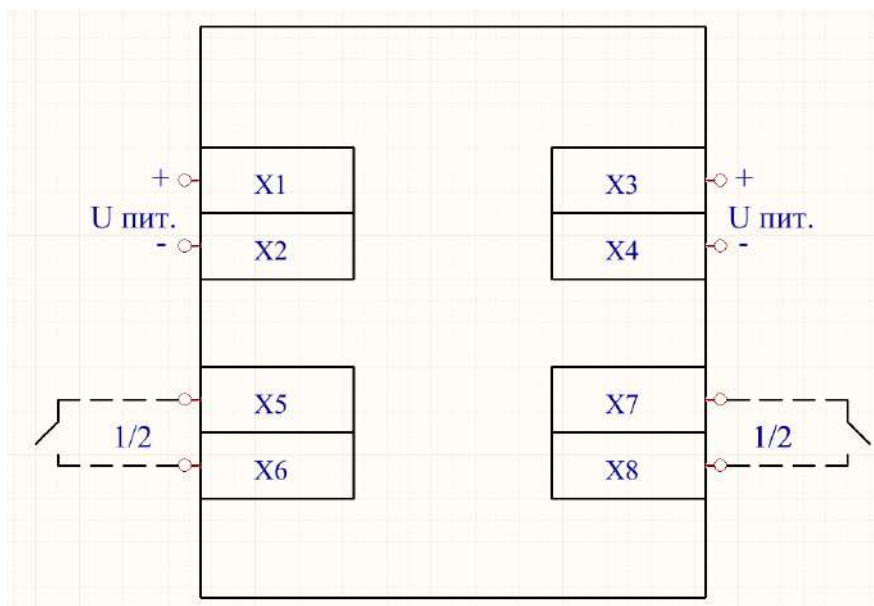 + X1 X3 +
U пит. U пит.
- X2 X4 -
X5 X7
1/2 1/2
X6 X8